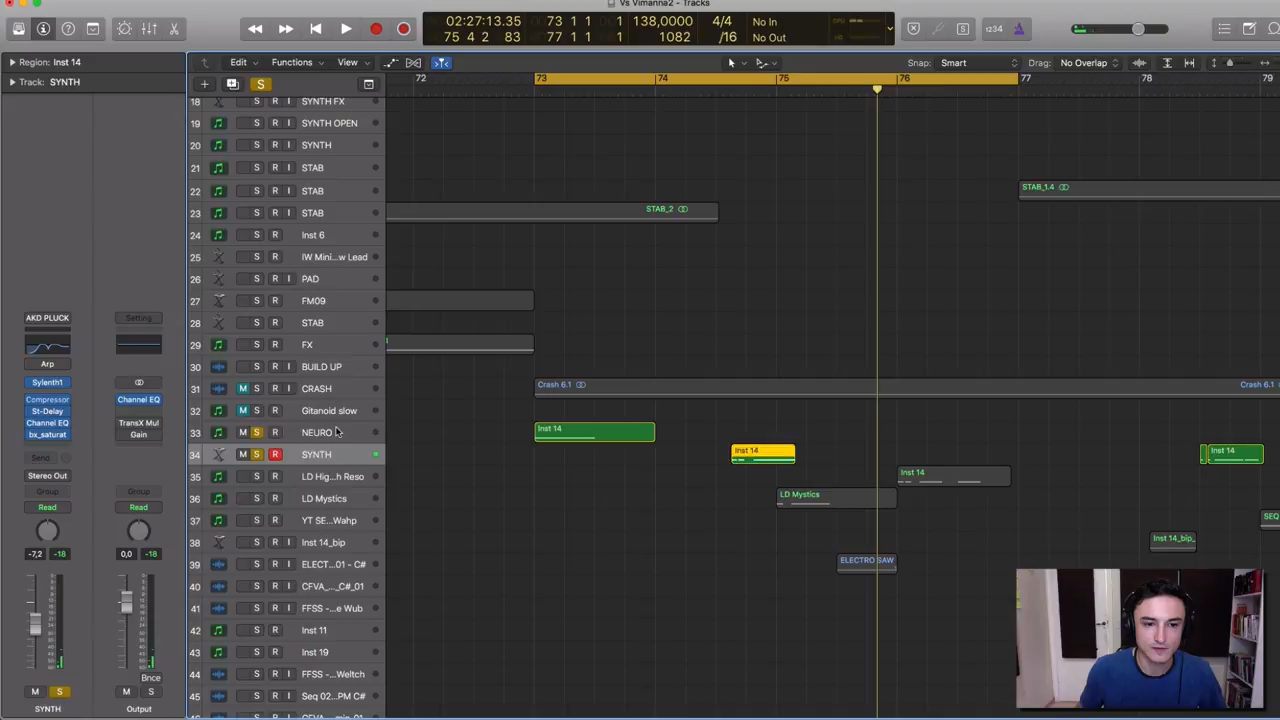 Vs Vimanna2 - Tracks
02:27:13.35 73 1 1 1 138,0000 4/4 No In
75 4 2 83 77 1 1 1 1082 /16 No Out
1234
Region: Inst 14
Track: SYNTH
Edit Functions View Snap: Smart Drag: No Overlap
S
72 73 74 75 76 77 78 79
18 SYNTH FX
19 S R I SYNTH OPEN
20 S R I SYNTH
21 S R I STAB
22 S R I STAB
STAB_1.4
23 S R I STAB
STAB_2
24 S R I Inst 6
25 S R I IW Mini...w Lead
26 S R I PAD
27 S R FM09
28 S R STAB
29 S R FX
30 S R BUILD UP
31 M S R CRASH
Crash 6.1
Crash 6.1
32 M S R Gitanoid slow
33 M S R NEURO
Inst 14
34 M S R SYNTH
Inst 14
Inst 14
35 S R LD Hig...h Reso
Inst 14
36 S R LD Mystics
LD Mystics
37 S R YT SE...Wahp
SEQ
38 S R Inst 14_bip
Inst 14_bip_
39 S R ELECT...01 - C#
ELECTRO SAW
40 S R CFVA_..._C#_01
41 S R FFSS -...e Wub
42 S R Inst 11
43 S R Inst 19
44 S R FFSS -...Weltch
45 S R Seq 02...PM C#
AKD PLUCK
Setting
Arp
Sylenth1
Compressor
St-Delay
Channel EQ
bx_saturat
Channel EQ
TransX Mul
Gain
Send
Stereo Out
Group Group
Read Read
-7,2 -18 0,0 -18
Bnce
M S M S
SYNTH Output